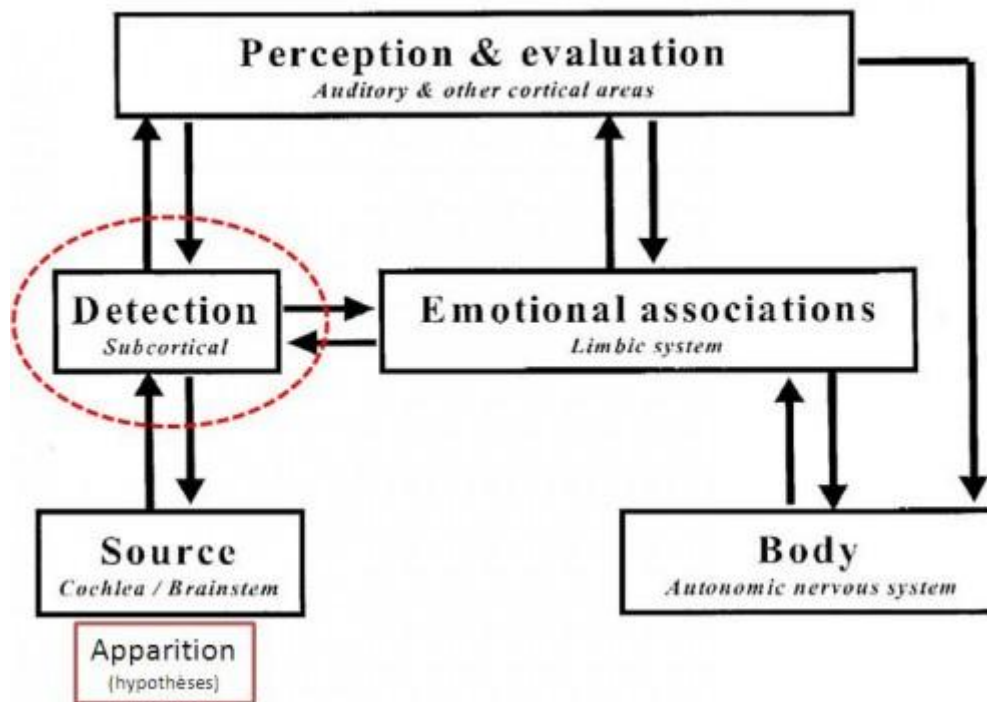 Perception & evaluation
Auditory & other cortical areas
Detection
Subcortical
Emotional associations
Limbic system
Source
Cochlea / Brainstem
Body
Autonomic nervous system
Apparition
(hypothèses)